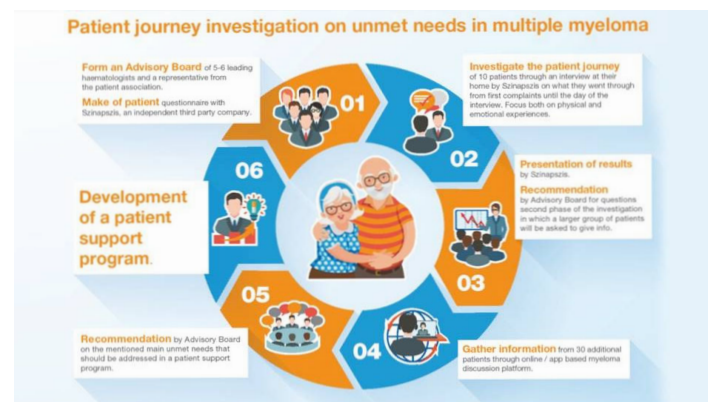 Patient journey investigation on unmet needs in multiple myeloma
Form an Advisory Board of 5-6 leading
haematologists and a representative from
the patient association.
Make of patient questionnaire with
Szinapszis, an independent third party company.
01
Investigate the patient journey
of 10 patients through an interview at their
home by Szinapszis on what they went through
from first complaints until the day of the
interview. Focus both on physical and
emotional experiences.
02
Presentation of results
by Szinapszis.
Recommendation
by Advisory Board for questions
second phase of the investigation
in which a larger group of patients
will be asked to give info.
03
Gather information from 30 additional
patients through online / app based myeloma
discussion platform.
04
Recommendation by Advisory Board
on the mentioned main unmet needs that
should be addressed in a patient support
program.
05
Development
of a patient
support
program.
06